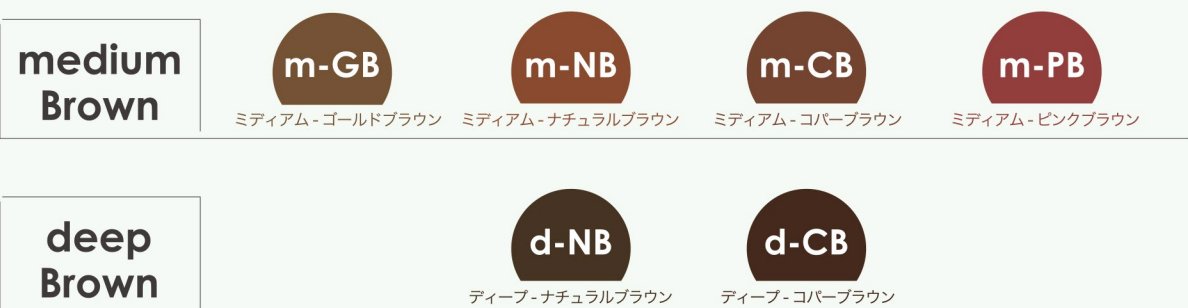 medium
Brown
m-GB
ミディアム - ゴールドブラウン
m-NB
ミディアム - ナチュラルブラウン
m-CB
ミディアム - コパーブラウン
m-PB
ミディアム - ピンクブラウン
deep
Brown
d-NB
ディープ - ナチュラルブラウン
d-CB
ディープ - コパーブラウン